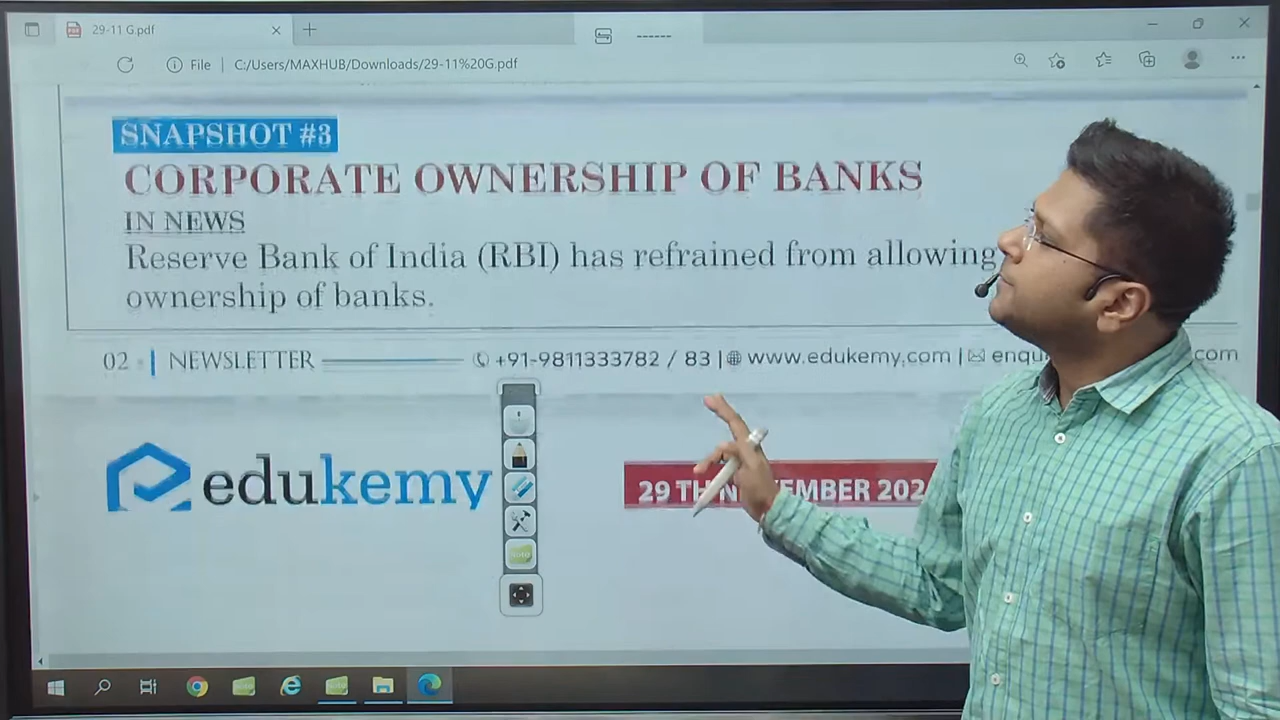 29-11 G.pdf
------
File
C:/Users/MAXHUB/Downloads/29-11%20G.pdf
SNAPSHOT #3
CORPORATE OWNERSHIP OF BANKS
IN NEWS
Reserve Bank of India (RBI) has refrained from allowing
ownership of banks.
02 NEWSLETTER +91-9811333782 / 83 | www.edukemy.com |
edukemy
29 TH